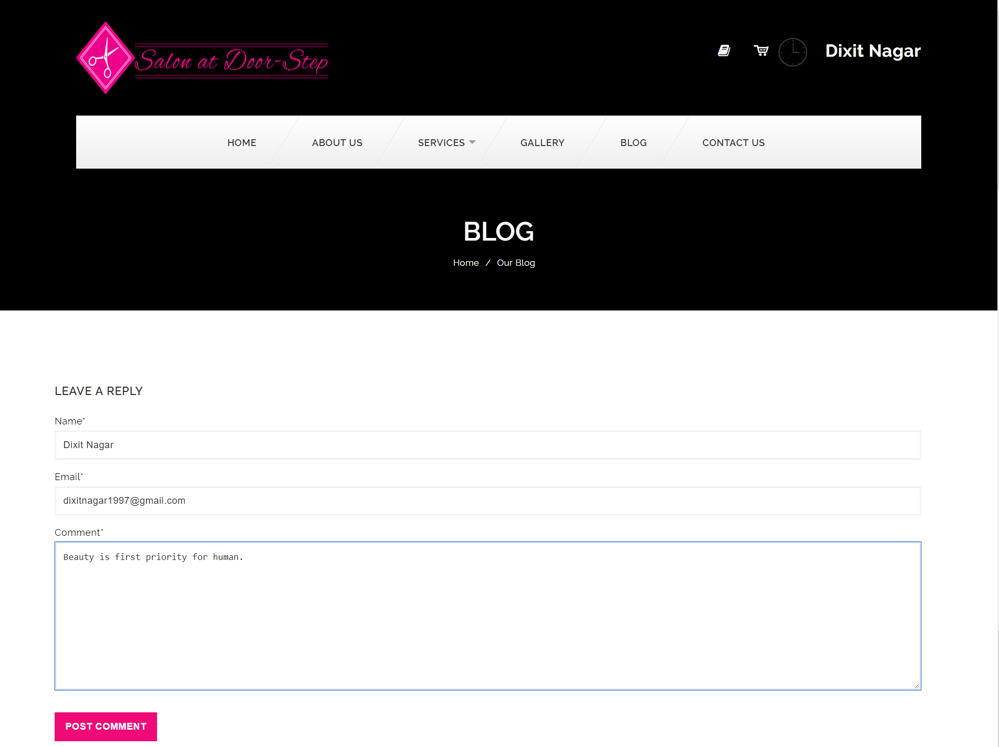 Salon at Door-Step
Dixit Nagar
HOME ABOUT US SERVICES GALLERY BLOG CONTACT US
BLOG
Home / Our Blog
LEAVE A REPLY
Name*
Dixit Nagar
Email*
dixitnagar1997@gmail.com
Comment*
Beauty is first priority for human.
POST COMMENT